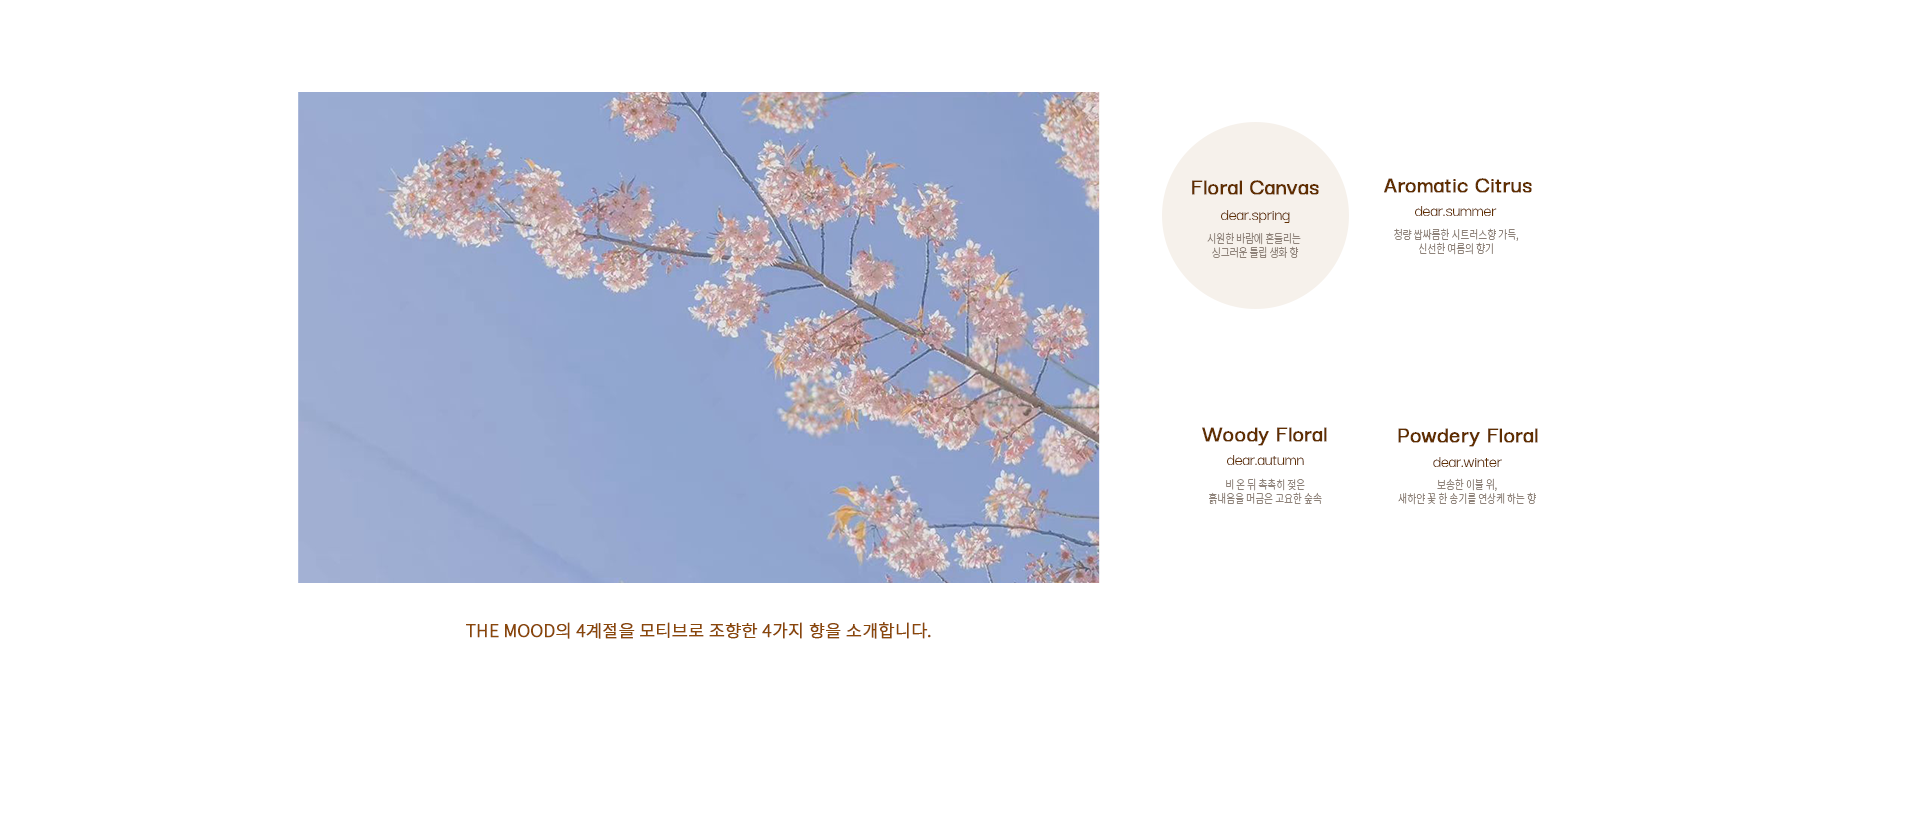 Floral Canvas
dear.spring
시원한 바람에 흔들리는
싱그러운 튤립 생화 향
Aromatic Citrus
dear.summer
청량 쌉싸름한 시트러스향 가득,
신선한 여름의 향기
Woody Floral
dear.autumn
비 온 뒤 촉촉히 젖은
흙내음을 머금은 고요한 숲속
Powdery Floral
dear.winter
보송한 이불 위,
새하얀 꽃 한 송기를 연상케 하는 향
THE MOOD의 4계절을 모티브로 조향한 4가지 향을 소개합니다.